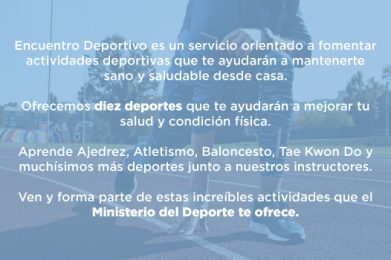 Encuentro Deportivo es un servicio orientado a fomentar
actividades deportivas que te ayudarán a mantenerte
sano y saludable desde casa.
Ofrecemos diez deportes que te ayudarán a mejorar tu
salud y condición física.
Aprende Ajedrez, Atletismo, Baloncesto, Tae Kwon Do y
muchísimos más deportes junto a nuestros instructores.
Ven y forma parte de estas increíbles actividades que el
Ministerio del Deporte te ofrece.